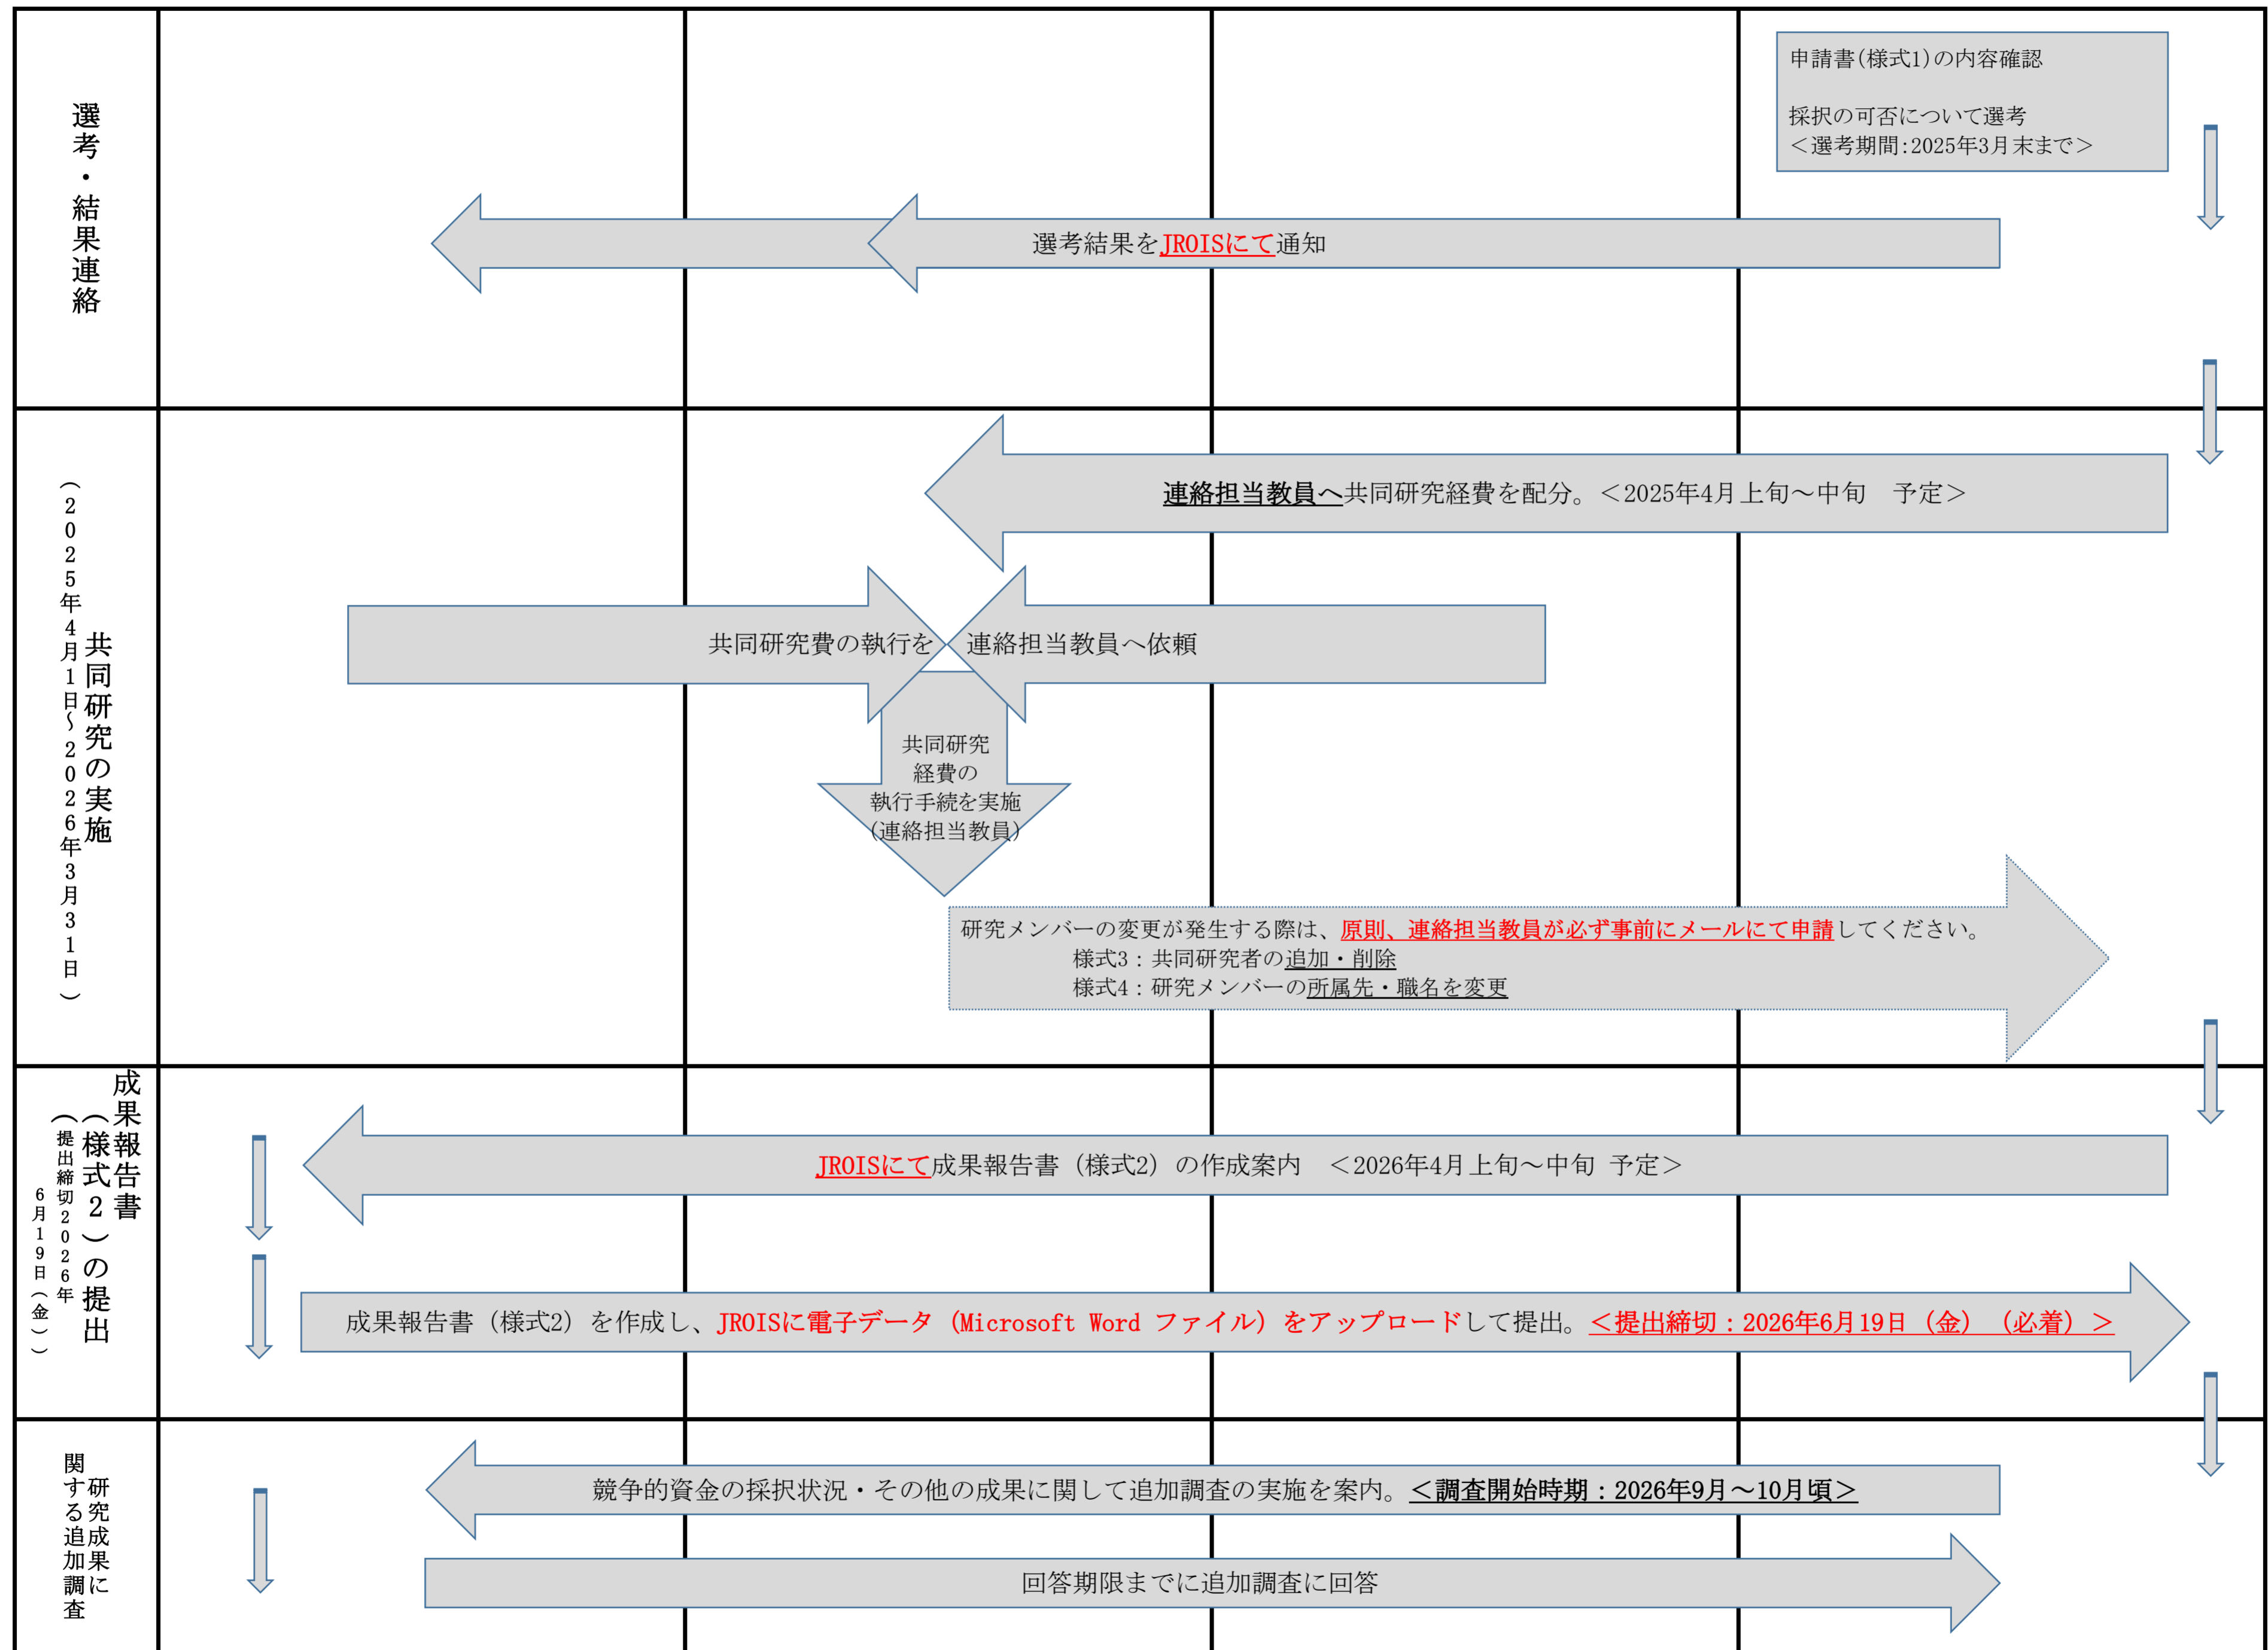 選考・結果連絡
申請書(様式1)の内容確認
採択の可否について選考
＜選考期間:2025年3月末まで＞
選考結果をJROISにて通知
共同研究の実施
（2025年4月1日～2026年3月31日）
連絡担当教員へ共同研究経費を配分。＜2025年4月上旬～中旬　予定＞
共同研究費の執行を
連絡担当教員へ依頼
共同研究
経費の
執行手続を実施
(連絡担当教員)
研究メンバーの変更が発生する際は、原則、連絡担当教員が必ず事前にメールにて申請してください。
様式3：共同研究者の追加・削除
様式4：研究メンバーの所属先・職名を変更
成果報告書
（様式2）の提出
（提出締切2026年
6月19日（金））
JROISにて成果報告書（様式2）の作成案内　＜2026年4月上旬～中旬 予定＞
成果報告書（様式2）を作成し、JROISに電子データ（Microsoft Word ファイル）をアップロードして提出。＜提出締切：2026年6月19日（金）（必着）＞
研究成果に
関する追加調査
競争的資金の採択状況・その他の成果に関して追加調査の実施を案内。＜調査開始時期：2026年9月～10月頃＞
回答期限までに追加調査に回答